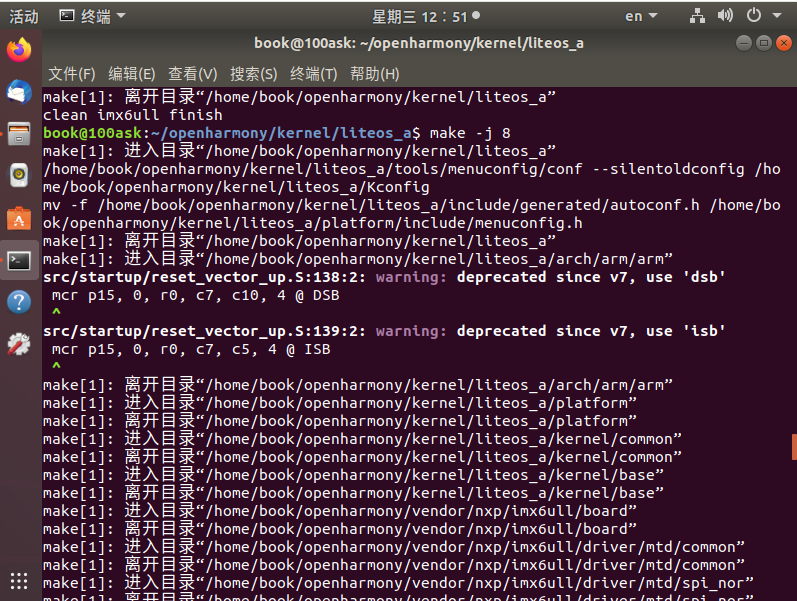 活动 终端 星期三 12：51 en
book@100ask: ~/openharmony/kernel/liteos_a
文件(F) 编辑(E) 查看(V) 搜索(S) 终端(T) 帮助(H)
make[1]: 离开目录“/home/book/openharmony/kernel/liteos_a”
clean imx6ull finish
book@100ask:~/openharmony/kernel/liteos_a$ make -j 8
make[1]: 进入目录“/home/book/openharmony/kernel/liteos_a”
/home/book/openharmony/kernel/liteos_a/tools/menuconfig/conf --silentoldconfig /ho
me/book/openharmony/kernel/liteos_a/Kconfig
mv -f /home/book/openharmony/kernel/liteos_a/include/generated/autoconf.h /home/bo
ok/openharmony/kernel/liteos_a/platform/include/menuconfig.h
make[1]: 离开目录“/home/book/openharmony/kernel/liteos_a”
make[1]: 进入目录“/home/book/openharmony/kernel/liteos_a/arch/arm/arm”
src/startup/reset_vector_up.S:138:2: warning: deprecated since v7, use 'dsb'
mcr p15, 0, r0, c7, c10, 4 @ DSB
^
src/startup/reset_vector_up.S:139:2: warning: deprecated since v7, use 'isb'
mcr p15, 0, r0, c7, c5, 4 @ ISB
^
make[1]: 离开目录“/home/book/openharmony/kernel/liteos_a/arch/arm/arm”
make[1]: 进入目录“/home/book/openharmony/kernel/liteos_a/platform”
make[1]: 离开目录“/home/book/openharmony/kernel/liteos_a/platform”
make[1]: 进入目录“/home/book/openharmony/kernel/liteos_a/kernel/common”
make[1]: 离开目录“/home/book/openharmony/kernel/liteos_a/kernel/common”
make[1]: 进入目录“/home/book/openharmony/kernel/liteos_a/kernel/base”
make[1]: 离开目录“/home/book/openharmony/kernel/liteos_a/kernel/base”
make[1]: 进入目录“/home/book/openharmony/vendor/nxp/imx6ull/board”
make[1]: 离开目录“/home/book/openharmony/vendor/nxp/imx6ull/board”
make[1]: 进入目录“/home/book/openharmony/vendor/nxp/imx6ull/driver/mtd/common”
make[1]: 离开目录“/home/book/openharmony/vendor/nxp/imx6ull/driver/mtd/common”
make[1]: 进入目录“/home/book/openharmony/vendor/nxp/imx6ull/driver/mtd/spi_nor”
make[1]: 离开目录“/home/book/openharmony/vendor/nxp/imx6ull/driver/mtd/spi_nor”